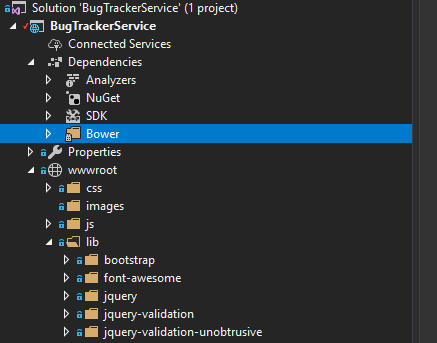 Solution 'BugTrackerService' (1 project)
BugTrackerService
Connected Services
Dependencies
Analyzers
NuGet
SDK
Bower
Properties
wwwroot
css
images
js
lib
bootstrap
font-awesome
jquery
jquery-validation
jquery-validation-unobtrusive